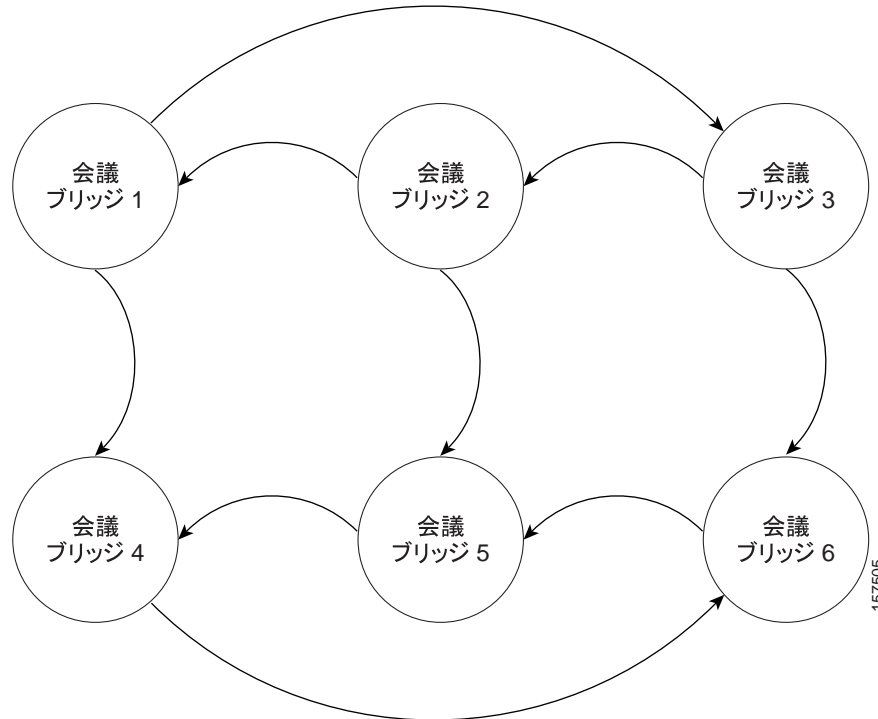 会議
ブリッジ 1
会議
ブリッジ 2
会議
ブリッジ 3
会議
ブリッジ 4
会議
ブリッジ 5
会議
ブリッジ 6
157505